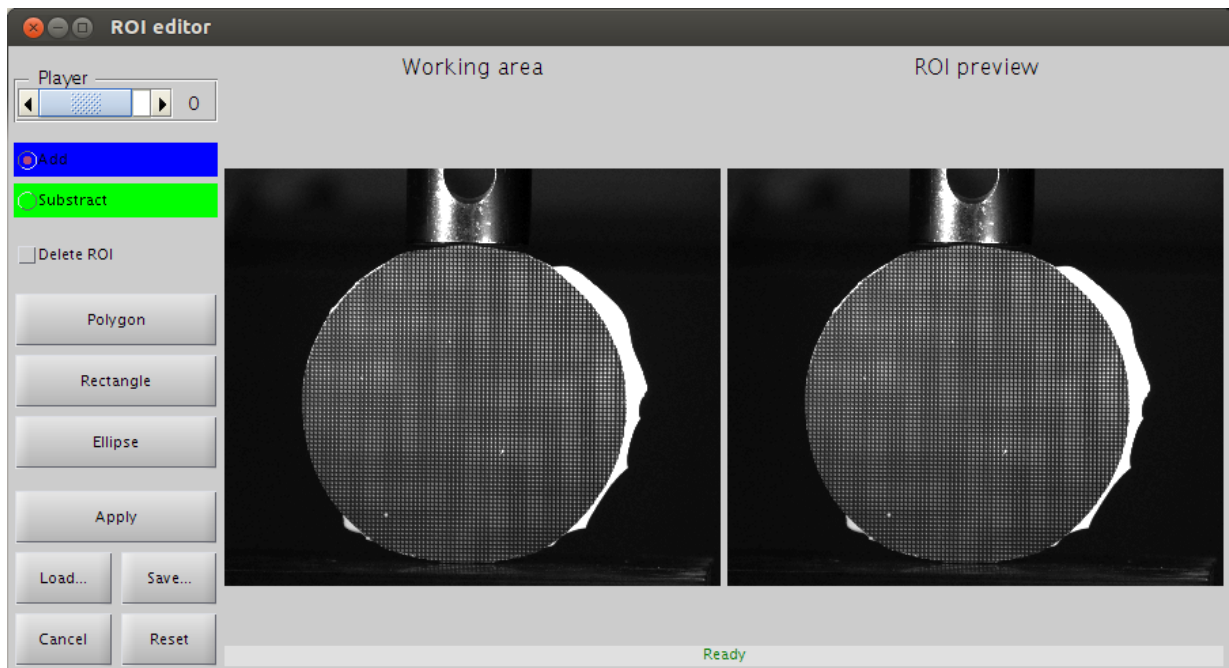 ROI editor
Player
0
Add
Substract
Delete ROI
Polygon
Rectangle
Ellipse
Apply
Load...
Save...
Cancel
Reset
Working area
ROI preview
Ready